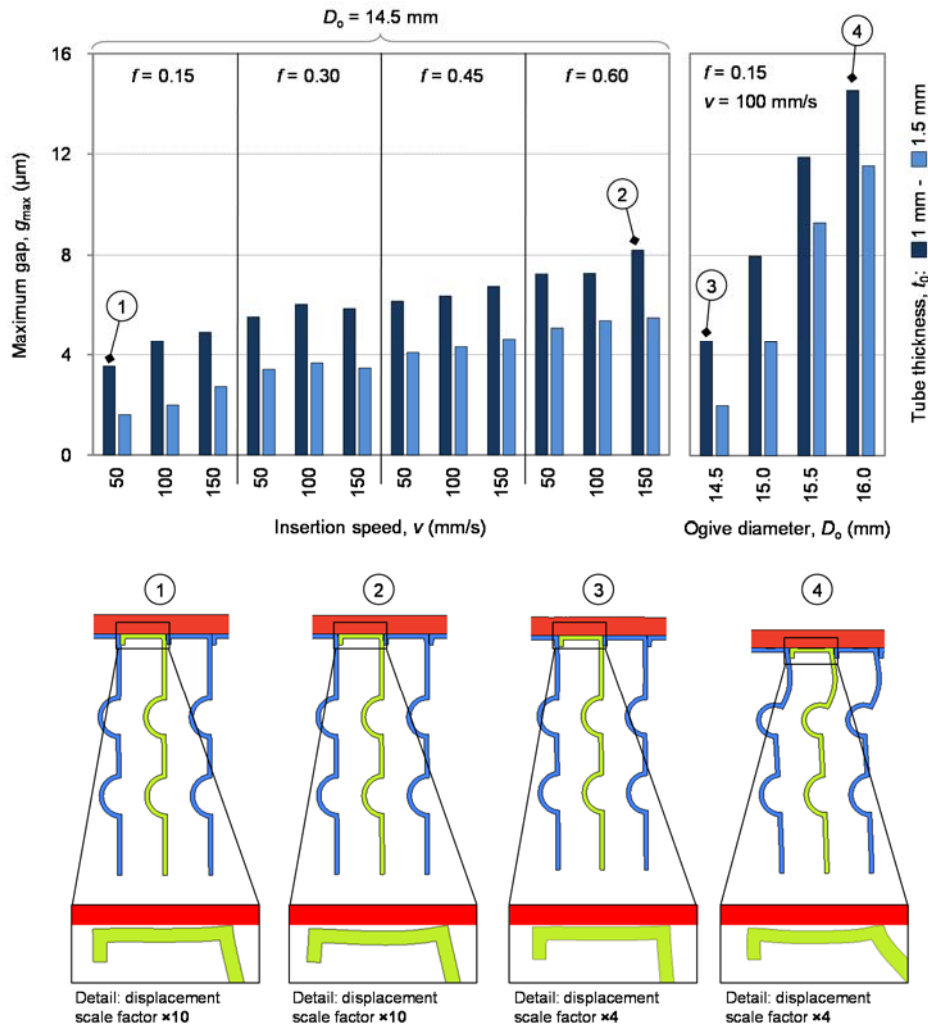 Dₒ = 14.5 mm
Maximum gap, gₘₐₓ (µm)
16
12
8
4
0
f = 0.15
f = 0.30
f = 0.45
f = 0.60
1
2
50
100
150
50
100
150
50
100
150
50
100
150
Insertion speed, v (mm/s)
f = 0.15
v = 100 mm/s
3
4
14.5
15.0
15.5
16.0
Ogive diameter, Dₒ (mm)
Tube thickness, t₀: 1 mm - 1.5 mm
1
2
3
4
Detail: displacement
scale factor ×10
Detail: displacement
scale factor ×10
Detail: displacement
scale factor ×4
Detail: displacement
scale factor ×4